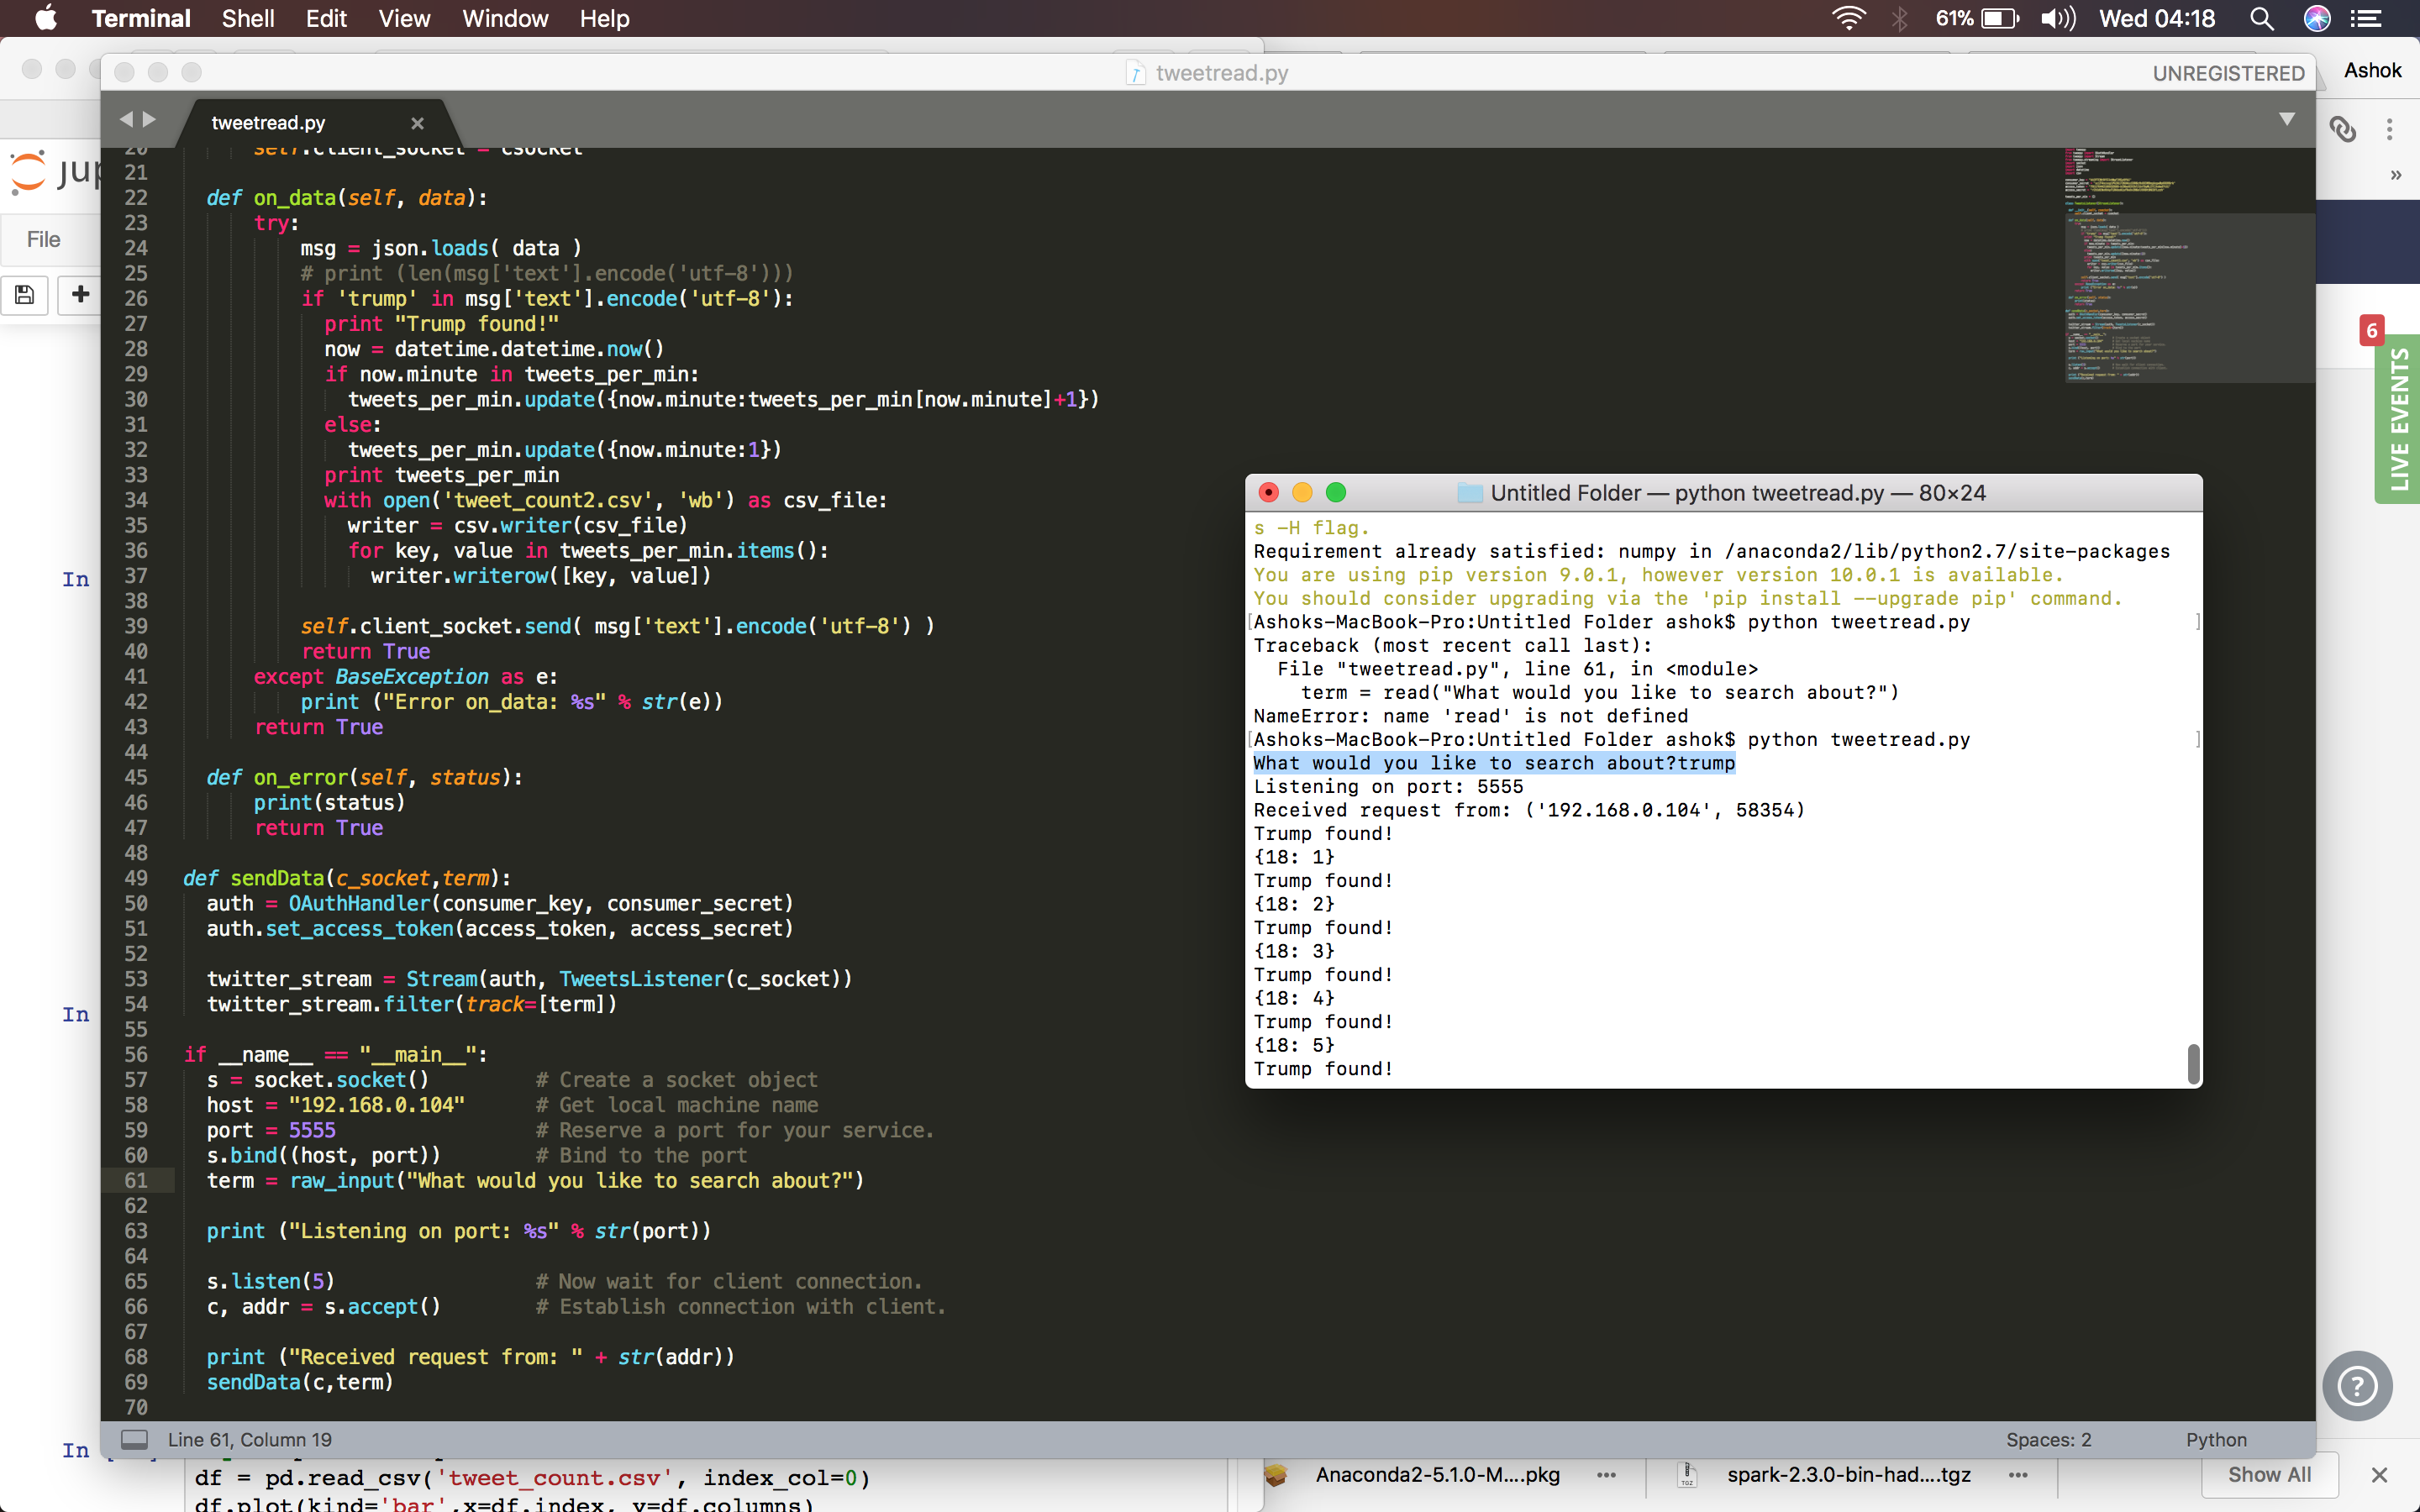 Terminal Shell Edit View Window Help 61% Wed 04:18
tweetread.py UNREGISTERED Ashok
tweetread.py
jup
File
20 self.client_socket = csocket
21
22 def on_data(self, data):
23 try:
24 msg = json.loads( data )
25 # print (len(msg['text'].encode('utf-8')))
26 if 'trump' in msg['text'].encode('utf-8'):
27 print "Trump found!"
28 now = datetime.datetime.now()
29 if now.minute in tweets_per_min:
30 tweets_per_min.update({now.minute:tweets_per_min[now.minute]+1})
31 else:
32 tweets_per_min.update({now.minute:1})
33 print tweets_per_min
34 with open('tweet_count2.csv', 'wb') as csv_file:
35 writer = csv.writer(csv_file)
36 for key, value in tweets_per_min.items():
37 writer.writerow([key, value])
38
39 self.client_socket.send( msg['text'].encode('utf-8') )
40 return True
41 except BaseException as e:
42 print ("Error on_data: %s" % str(e))
43 return True
44
45 def on_error(self, status):
46 print(status)
47 return True
48
49 def sendData(c_socket,term):
50 auth = OAuthHandler(consumer_key, consumer_secret)
51 auth.set_access_token(access_token, access_secret)
52
53 twitter_stream = Stream(auth, TweetsListener(c_socket))
54 twitter_stream.filter(track=[term])
55
56 if __name__ == "__main__":
57 s = socket.socket() # Create a socket object
58 host = "192.168.0.104" # Get local machine name
59 port = 5555 # Reserve a port for your service.
60 s.bind((host, port)) # Bind to the port
61 term = raw_input("What would you like to search about?")
62
63 print ("Listening on port: %s" % str(port))
64
65 s.listen(5) # Now wait for client connection.
66 c, addr = s.accept() # Establish connection with client.
67
68 print ("Received request from: " + str(addr))
69 sendData(c,term)
70
Line 61, Column 19 Spaces: 2 Python
In
In
In
Untitled Folder — python tweetread.py — 80×24
s -H flag.
Requirement already satisfied: numpy in /anaconda2/lib/python2.7/site-packages
You are using pip version 9.0.1, however version 10.0.1 is available.
You should consider upgrading via the 'pip install --upgrade pip' command.
[Ashoks-MacBook-Pro:Untitled Folder ashok$ python tweetread.py ]
Traceback (most recent call last):
File "tweetread.py", line 61, in <module>
term = read("What would you like to search about?")
NameError: name 'read' is not defined
[Ashoks-MacBook-Pro:Untitled Folder ashok$ python tweetread.py ]
What would you like to search about?trump
Listening on port: 5555
Received request from: ('192.168.0.104', 58354)
Trump found!
{18: 1}
Trump found!
{18: 2}
Trump found!
{18: 3}
Trump found!
{18: 4}
Trump found!
{18: 5}
Trump found!
6
LIVE EVENTS
?
df = pd.read_csv('tweet_count.csv', index_col=0)
df.plot(kind='bar',x=df.index, y=df.columns)
Anaconda2-5.1.0-M....pkg spark-2.3.0-bin-had....tgz Show All